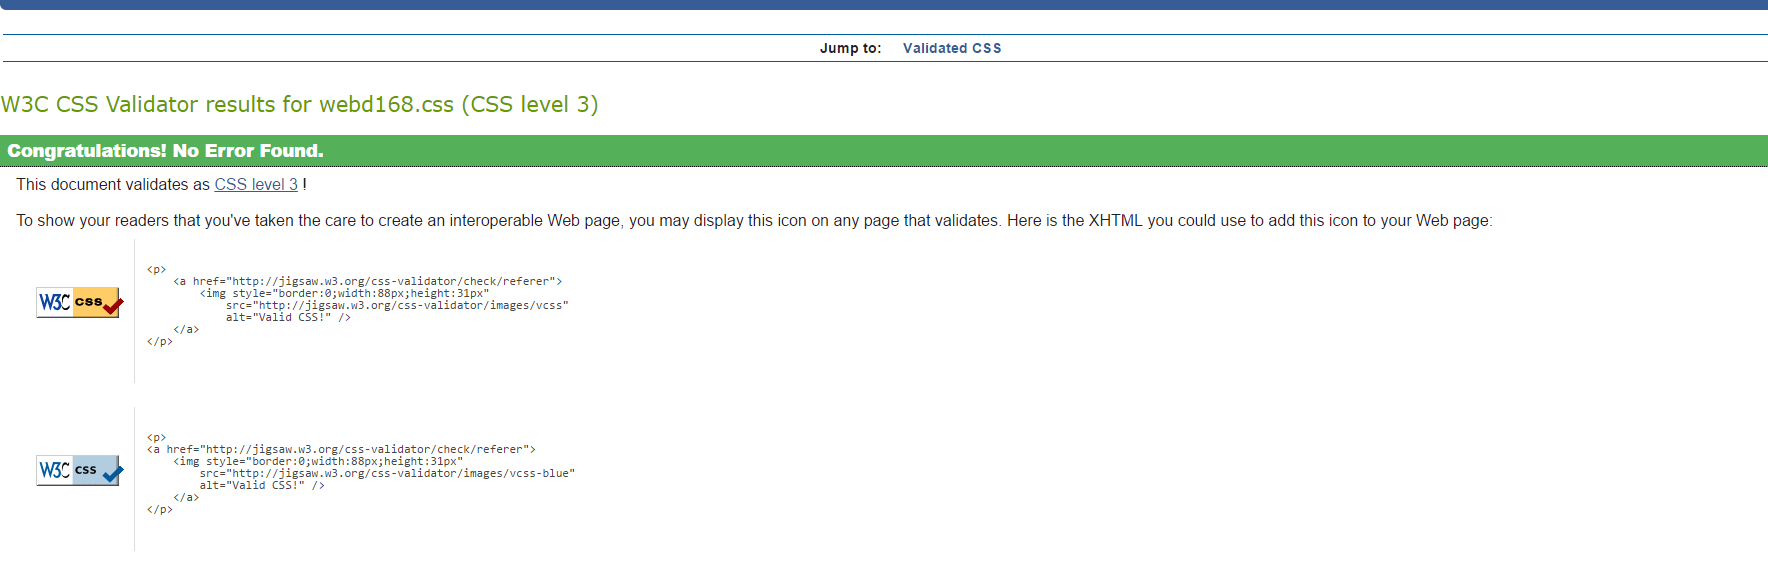 Jump to: Validated CSS
W3C CSS Validator results for webd168.css (CSS level 3)
Congratulations! No Error Found.
This document validates as CSS level 3 !
To show your readers that you've taken the care to create an interoperable Web page, you may display this icon on any page that validates. Here is the XHTML you could use to add this icon to your Web page:
W3C css
<p>
<a href="http://jigsaw.w3.org/css-validator/check/referer">
<img style="border:0;width:88px;height:31px"
src="http://jigsaw.w3.org/css-validator/images/vcss"
alt="Valid CSS!" />
</a>
</p>
W3C css
<p>
<a href="http://jigsaw.w3.org/css-validator/check/referer">
<img style="border:0;width:88px;height:31px"
src="http://jigsaw.w3.org/css-validator/images/vcss-blue"
alt="Valid CSS!" />
</a>
</p>